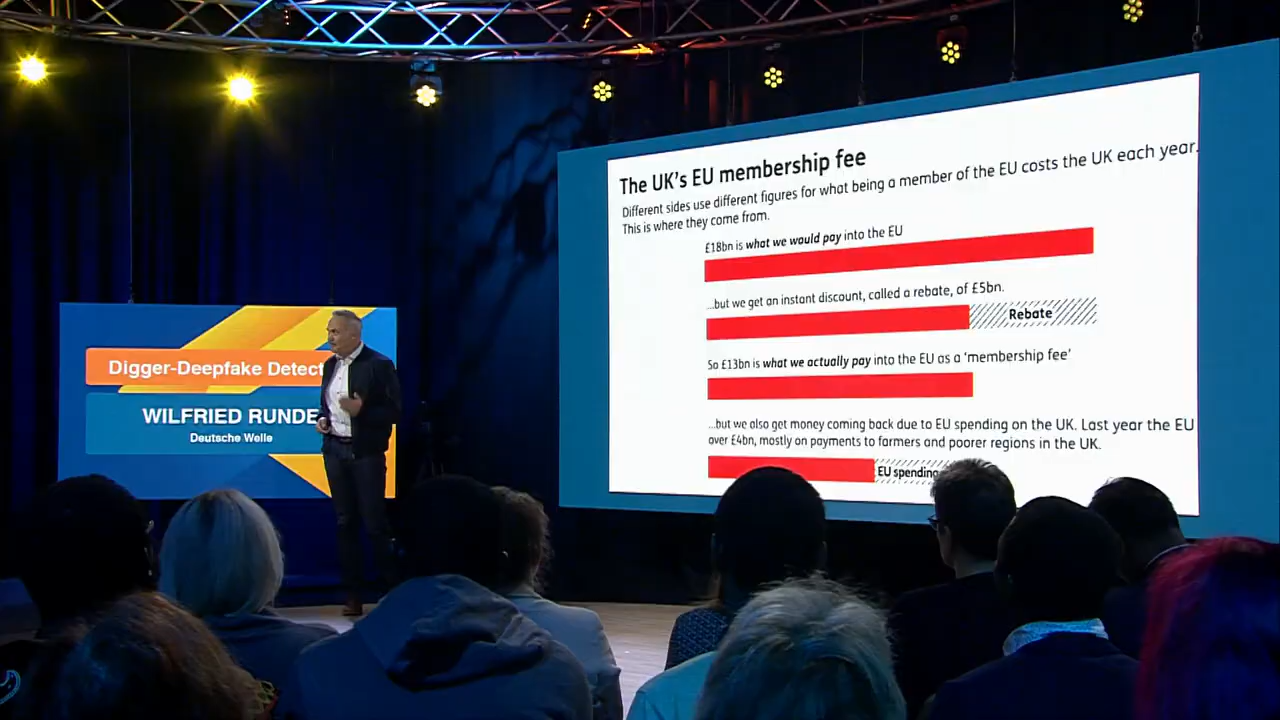 Digger-Deepfake Detect
WILFRIED RUNDE
Deutsche Welle
The UK's EU membership fee
Different sides use different figures for what being a member of the EU costs the UK each year.
This is where they come from.
£18bn is what we would pay into the EU
...but we get an instant discount, called a rebate, of £5bn.
Rebate
So £13bn is what we actually pay into the EU as a 'membership fee'
...but we also get money coming back due to EU spending on the UK. Last year the EU
over £4bn, mostly on payments to farmers and poorer regions in the UK.
EU spending